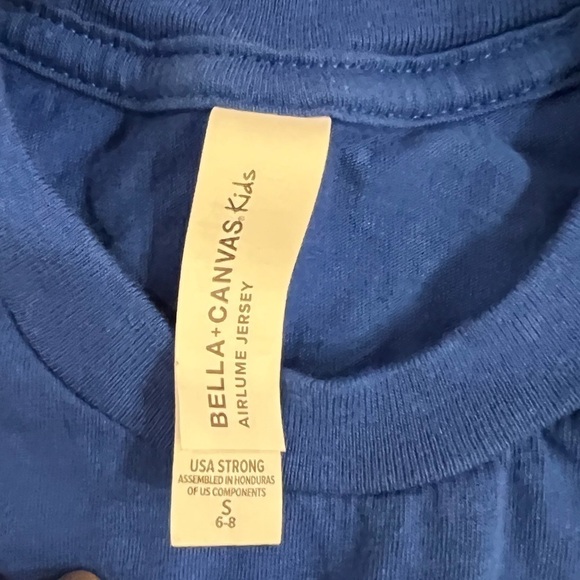 BELLA+CANVAS® Kids
AIRLUME JERSEY
USA STRONG
ASSEMBLED IN HONDURAS
OF US COMPONENTS
S
6-8